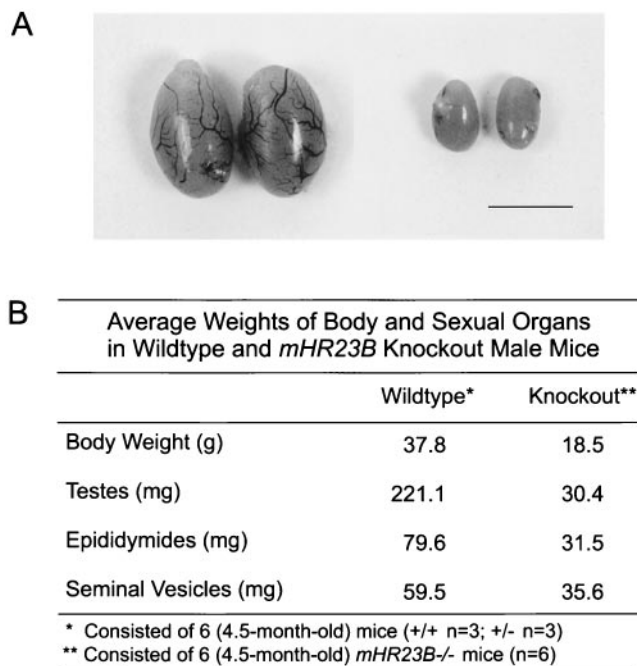 A
B
Average Weights of Body and Sexual Organs
in Wildtype and mHR23B Knockout Male Mice
Wildtype* Knockout**
Body Weight (g) 37.8 18.5
Testes (mg) 221.1 30.4
Epididymides (mg) 79.6 31.5
Seminal Vesicles (mg) 59.5 35.6
* Consisted of 6 (4.5-month-old) mice (+/+ n=3; +/- n=3)
** Consisted of 6 (4.5-month-old) mHR23B-/- mice (n=6)